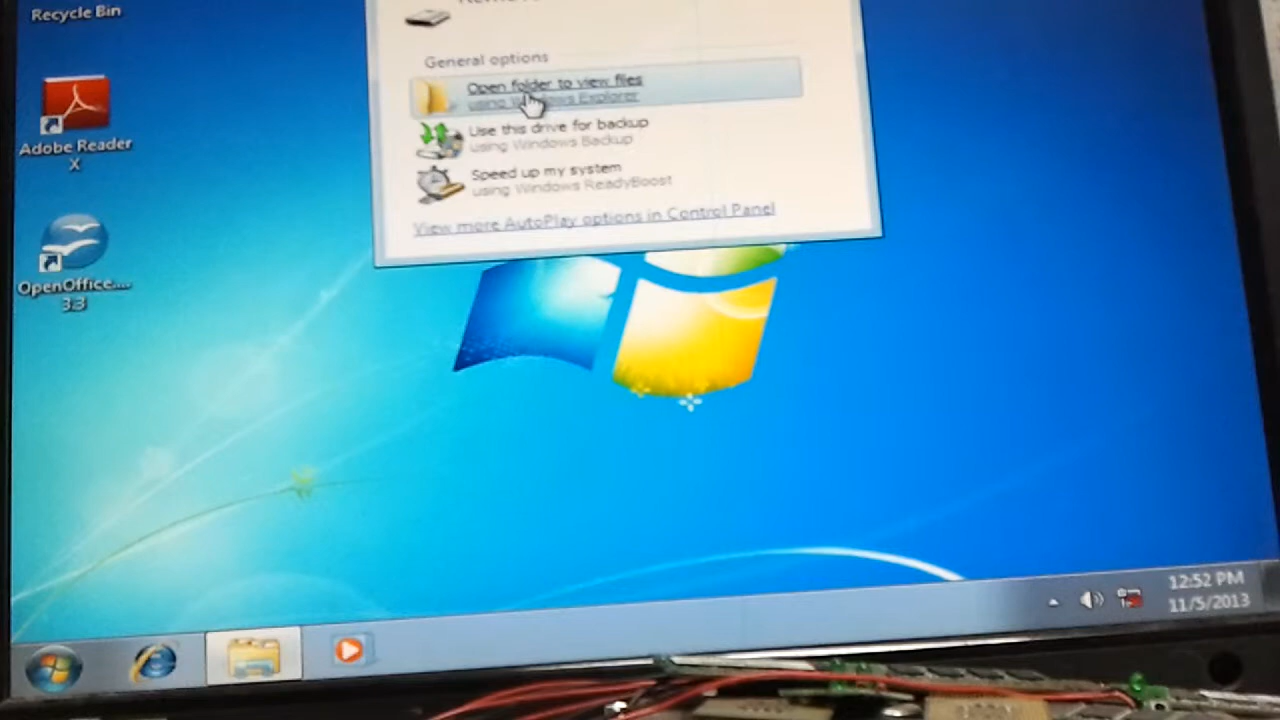 Recycle Bin
General options
Open folder to view files
using Windows Explorer
Use this drive for backup
using Windows Backup
Speed up my system
using Windows ReadyBoost
View more AutoPlay options in Control Panel
Adobe Reader
X
OpenOffice....
3.3
12:52 PM
11/5/2013